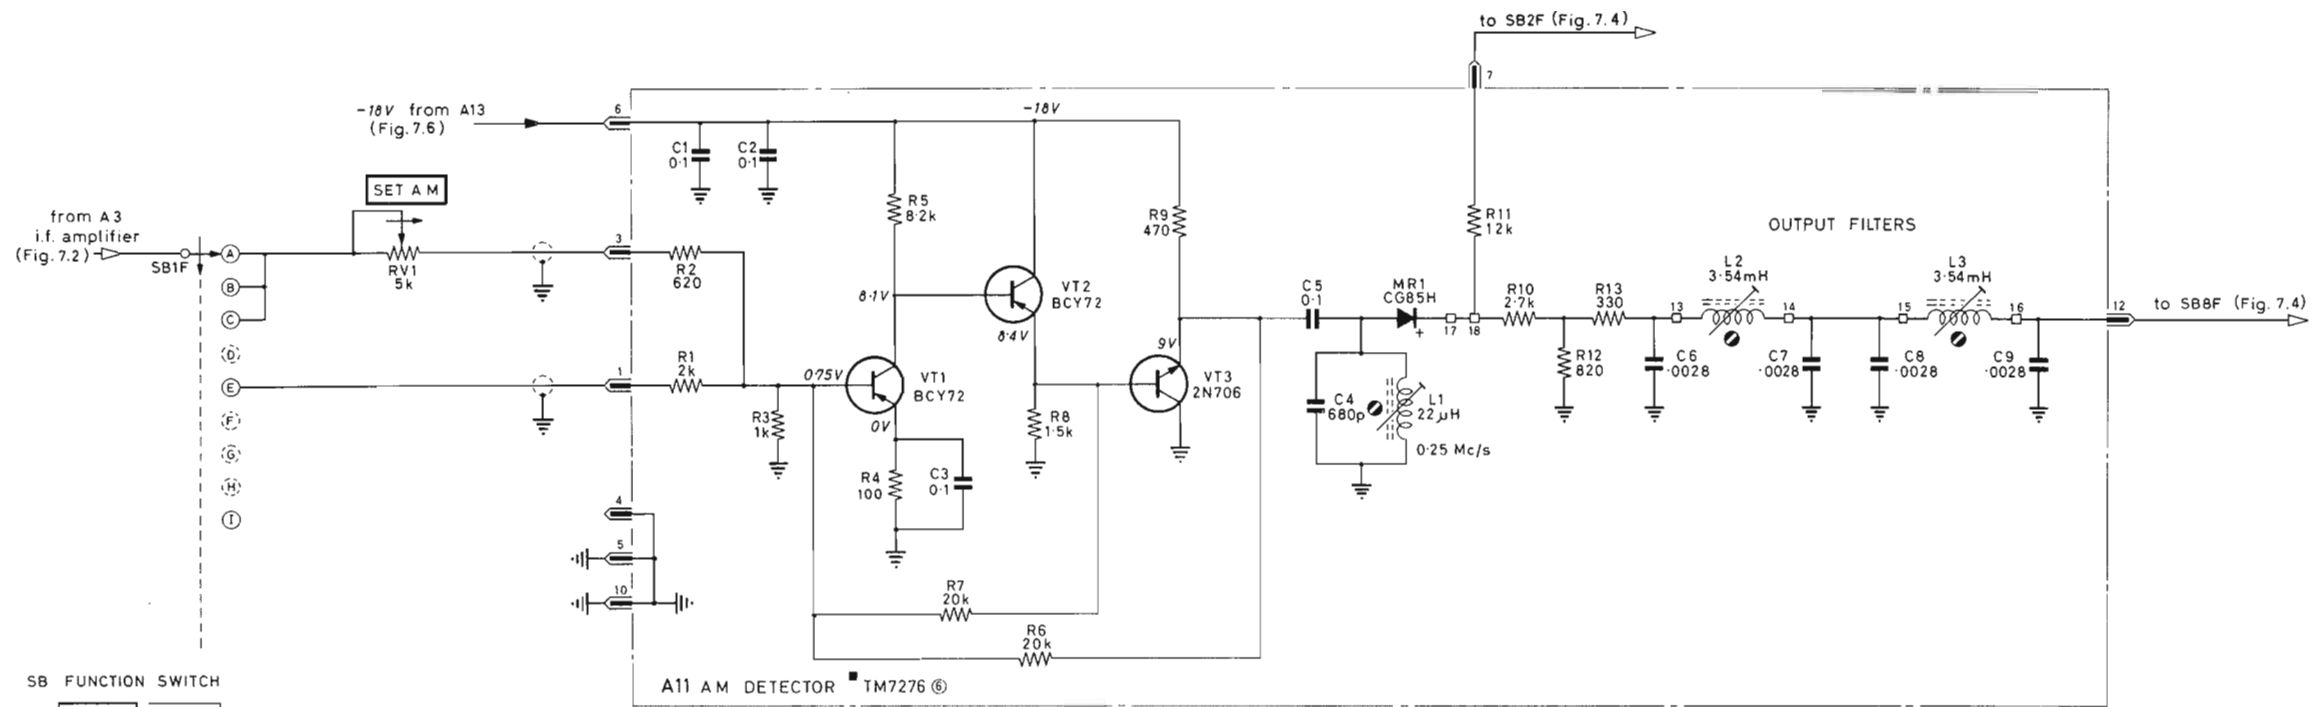 to SB2F (Fig. 7.4)
7
-18V from A13
(Fig. 7.6)
6
-18V
C1
0·1
C2
0·1
SET A M
R5
8·2k
R9
470
R11
12k
OUTPUT FILTERS
from A3
i.f. amplifier
(Fig. 7.2)
SB1F
A
RV1
5k
3
R2
620
B
C
D
E
F
G
H
I
8·1V
VT2
BCY72
8·4V
C5
0·1
MR1
CG85H
+
17
18
R10
2·7k
R13
330
13
L2
3·54mH
14
15
L3
3·54mH
16
12
to SB8F (Fig. 7.4)
1
R1
2k
0·75V
VT1
BCY72
0V
R3
1k
R4
100
C3
0·1
R8
1·5k
9V
VT3
2N706
C4
680p
L1
22µH
0·25 Mc/s
R12
820
C6
·0028
C7
·0028
C8
·0028
C9
·0028
4
5
10
R7
20k
R6
20k
SB FUNCTION SWITCH
A11 AM DETECTOR TM7276 ⑥